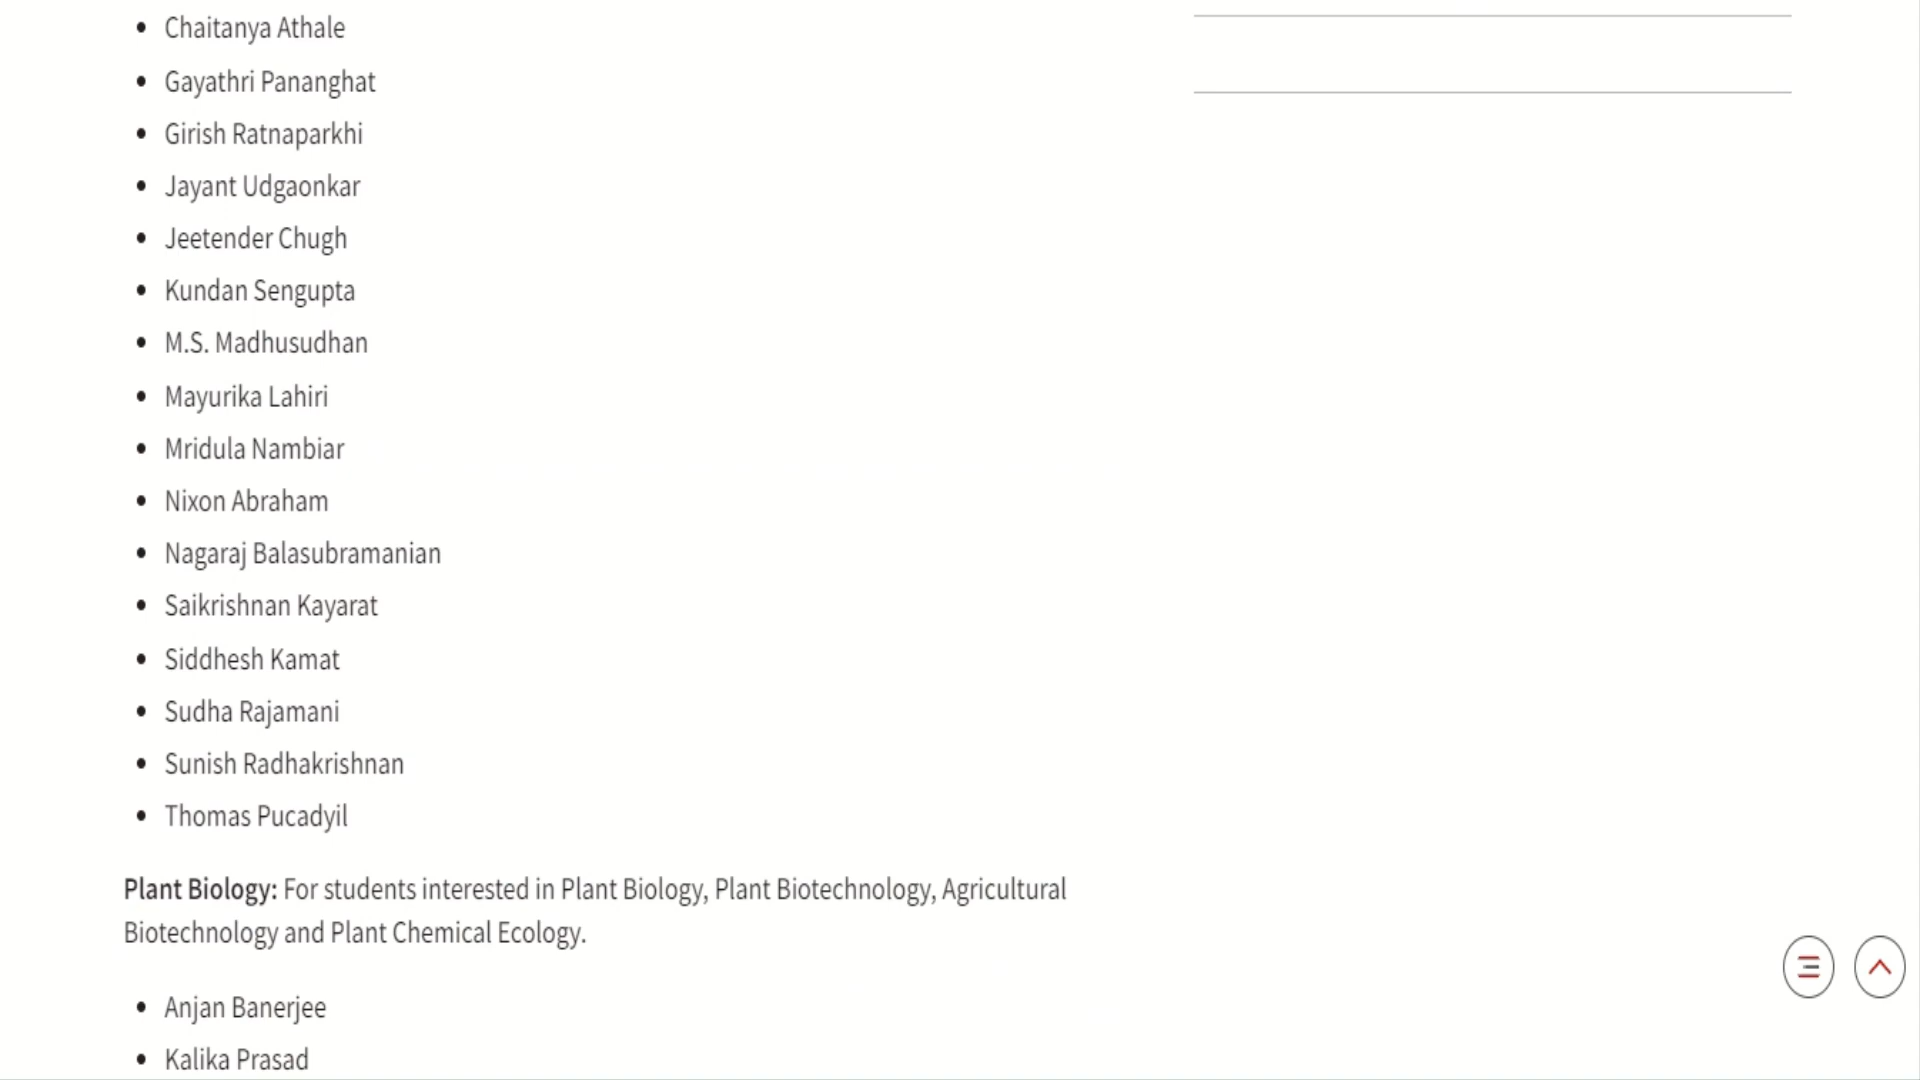 Chaitanya Athale
Gayathri Pananghat
Girish Ratnaparkhi
Jayant Udgaonkar
Jeetender Chugh
Kundan Sengupta
M.S. Madhusudhan
Mayurika Lahiri
Mridula Nambiar
Nixon Abraham
Nagaraj Balasubramanian
Saikrishnan Kayarat
Siddhesh Kamat
Sudha Rajamani
Sunish Radhakrishnan
Thomas Pucadyil
Plant Biology: For students interested in Plant Biology, Plant Biotechnology, Agricultural
Biotechnology and Plant Chemical Ecology.
Anjan Banerjee
Kalika Prasad